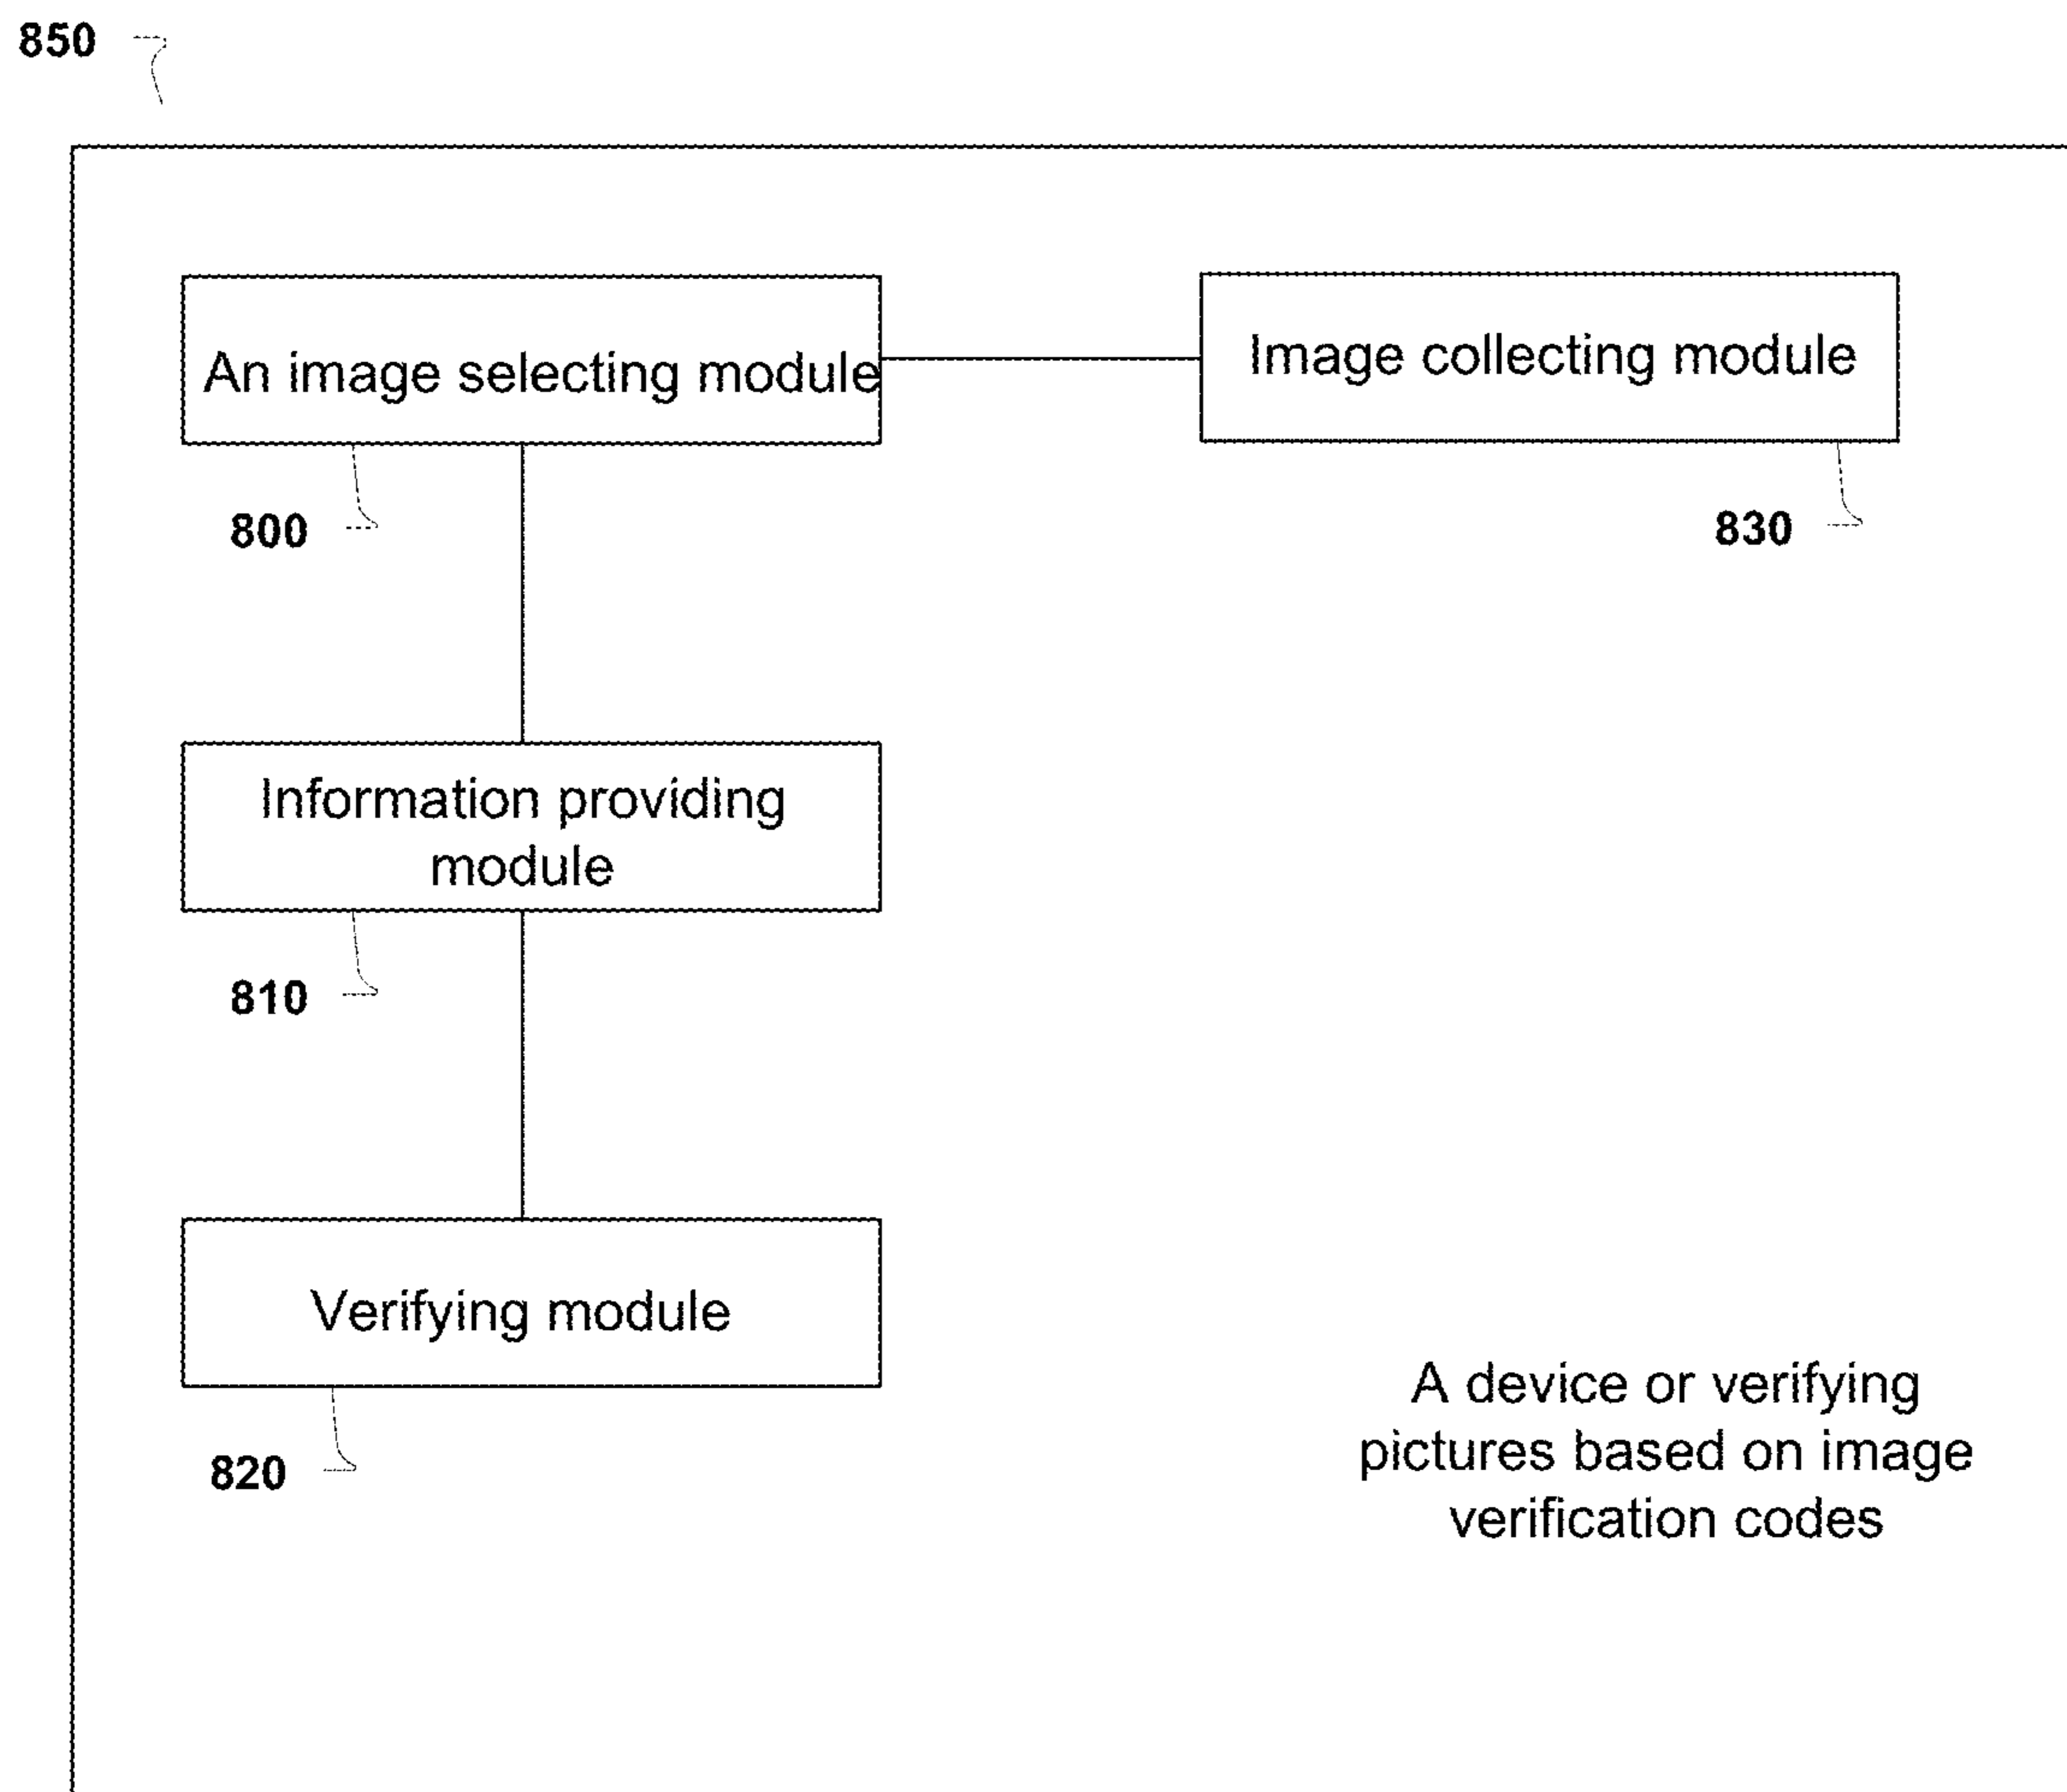 850
An image selecting module
Image collecting module
800
830
Information providing
module
810
Verifying module
820
A device or verifying
pictures based on image
verification codes